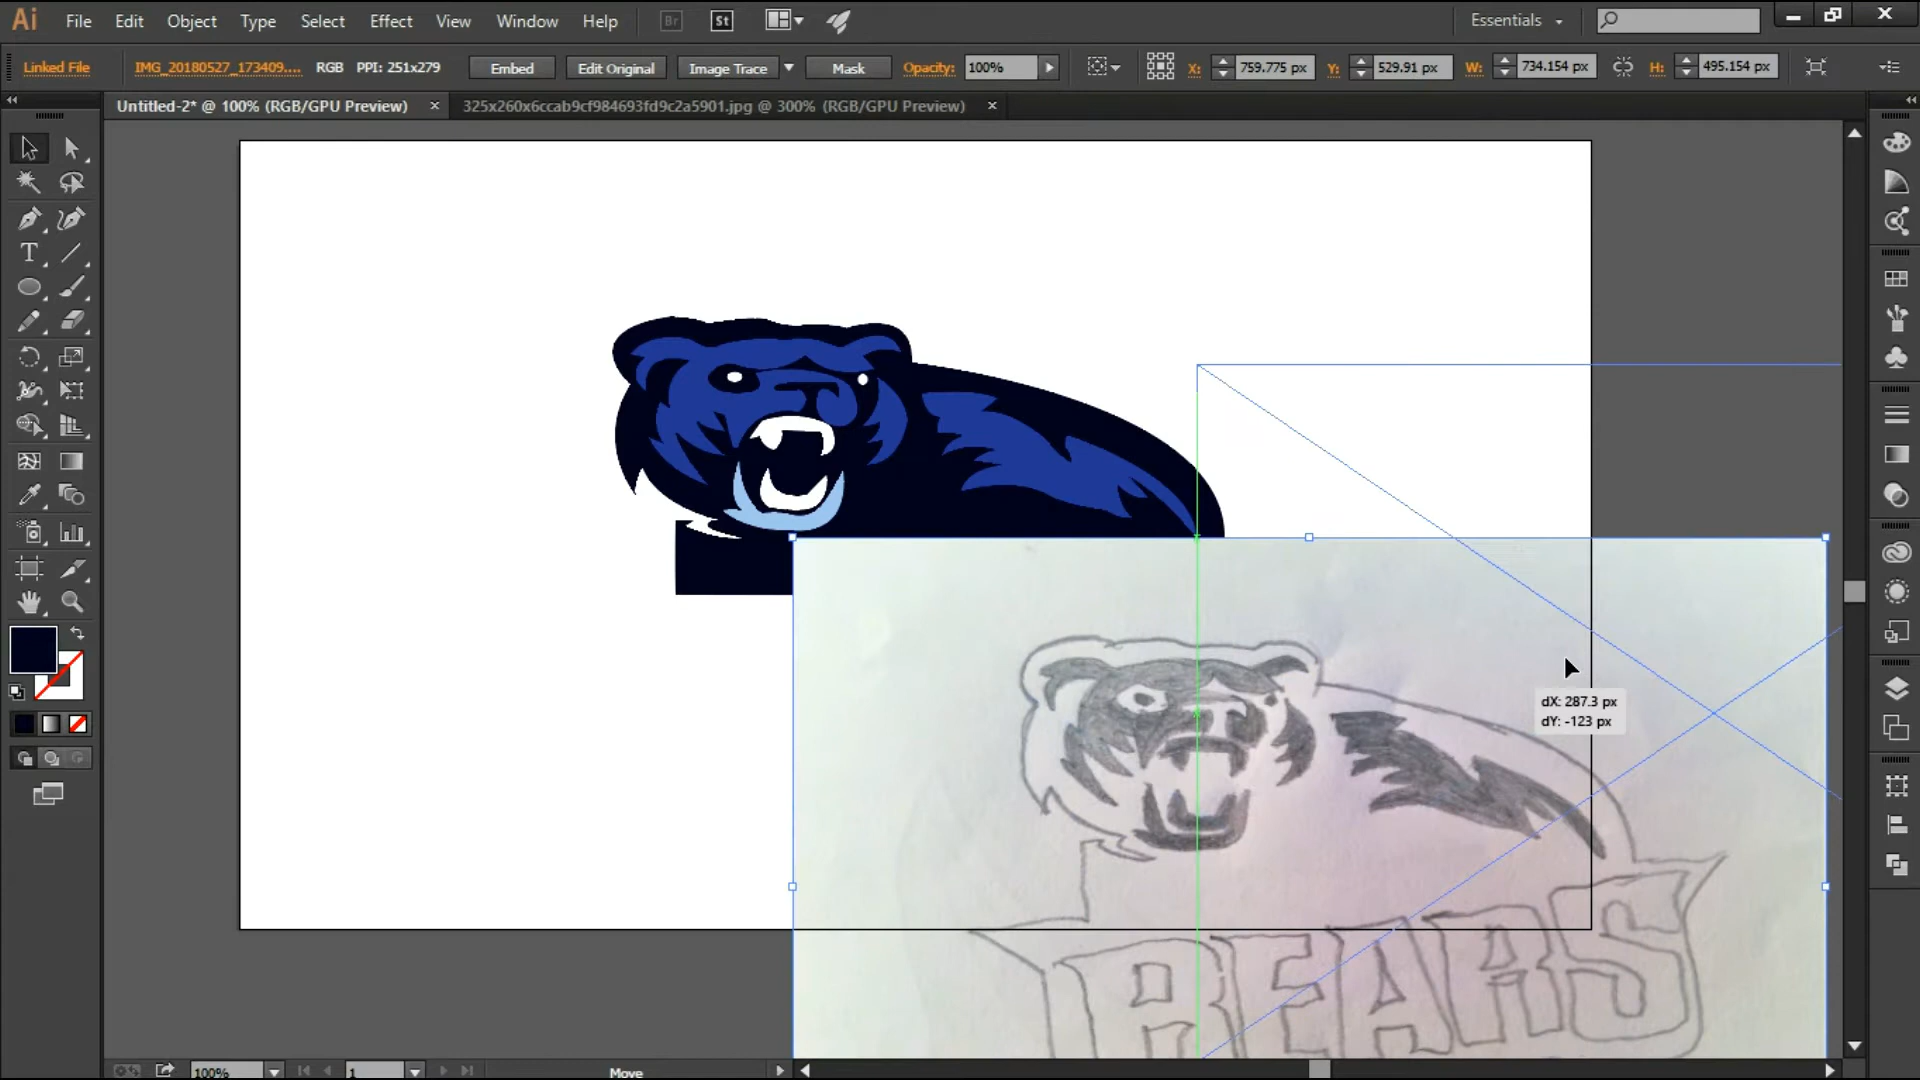 Ai File Edit Object Type Select Effect View Window Help Br St Essentials
Linked File IMG_20180527_173409.... RGB PPI: 251x279 Embed Edit Original Image Trace Mask Opacity: 100% X: 759.775 px Y: 529.91 px W: 734.154 px H: 495.154 px
Untitled-2* @ 100% (RGB/GPU Preview) × 325x260x6ccab9cf984693fd9c2a5901.jpg @ 300% (RGB/GPU Preview) ×
T
dX: 287.3 px
dY: -123 px
BEARS
100% 1 Move